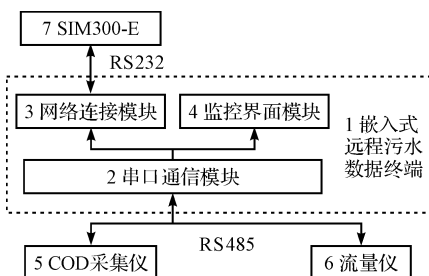 7 SIM300-E
RS232
3 网络连接模块
4 监控界面模块
1 嵌入式
远程污水
数据终端
2 串口通信模块
RS485
5 COD采集仪
6 流量仪